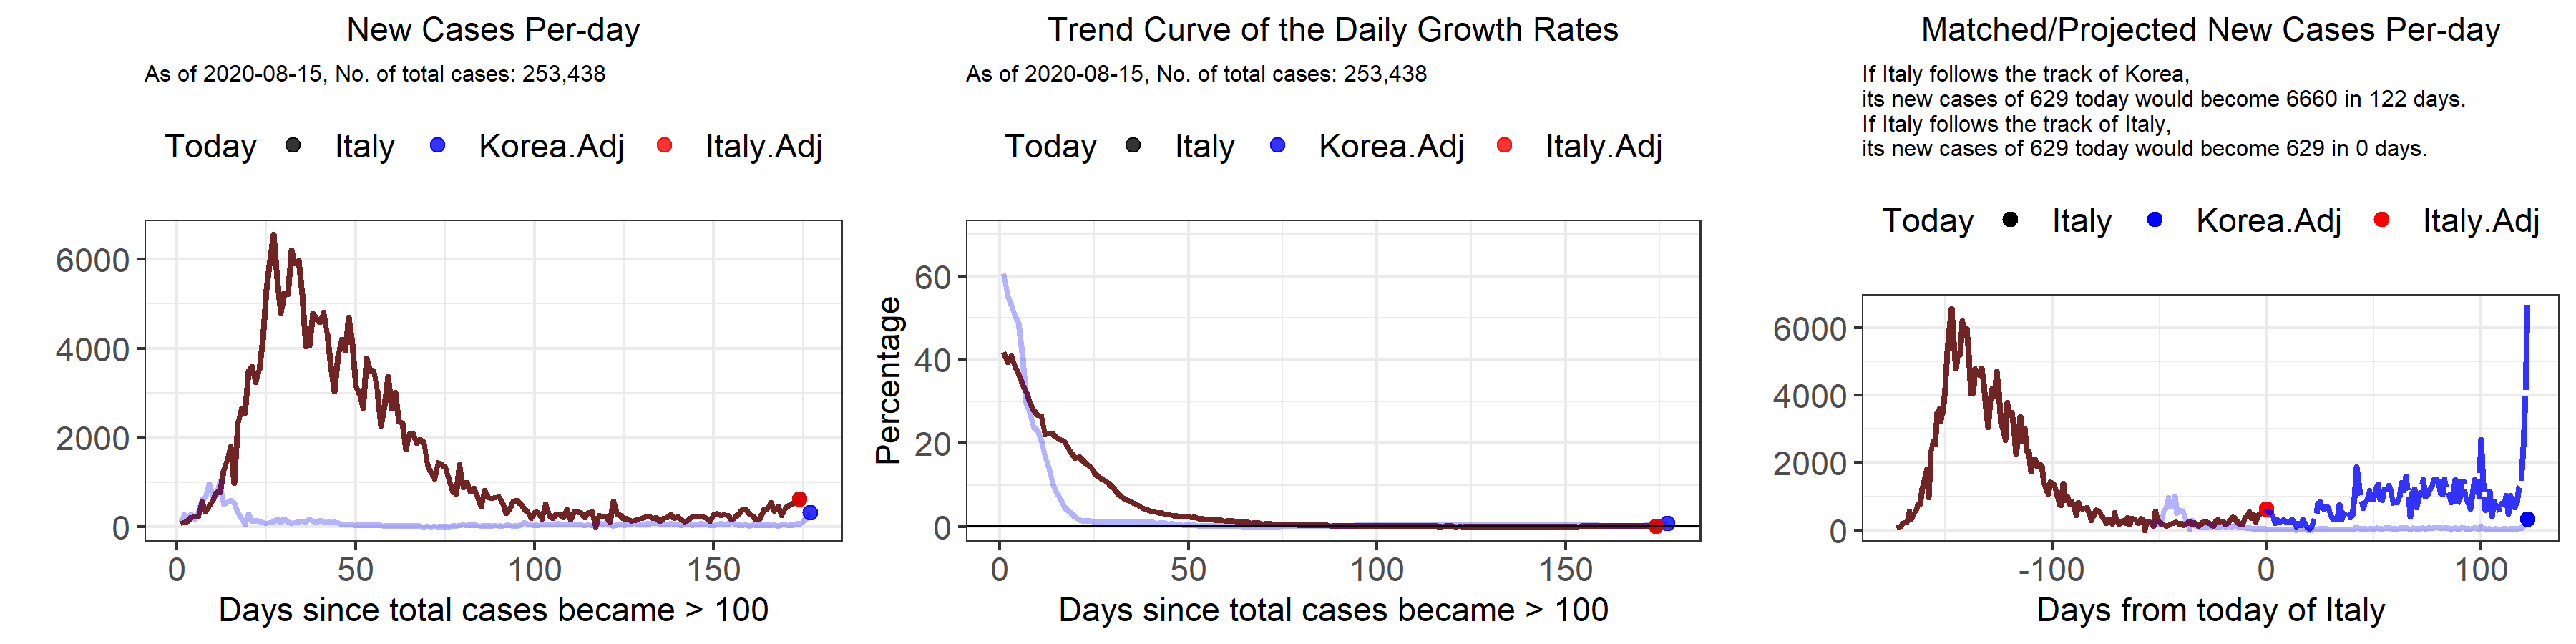 New Cases Per-day
As of 2020-08-15, No. of total cases: 253,438
Today Italy Korea.Adj Italy.Adj
6000
4000
2000
0
0 50 100 150
Days since total cases became > 100
Trend Curve of the Daily Growth Rates
As of 2020-08-15, No. of total cases: 253,438
Today Italy Korea.Adj Italy.Adj
Percentage
60
40
20
0
0 50 100 150
Days since total cases became > 100
Matched/Projected New Cases Per-day
If Italy follows the track of Korea,
its new cases of 629 today would become 6660 in 122 days.
If Italy follows the track of Italy,
its new cases of 629 today would become 629 in 0 days.
Today Italy Korea.Adj Italy.Adj
6000
4000
2000
0
-100 0 100
Days from today of Italy